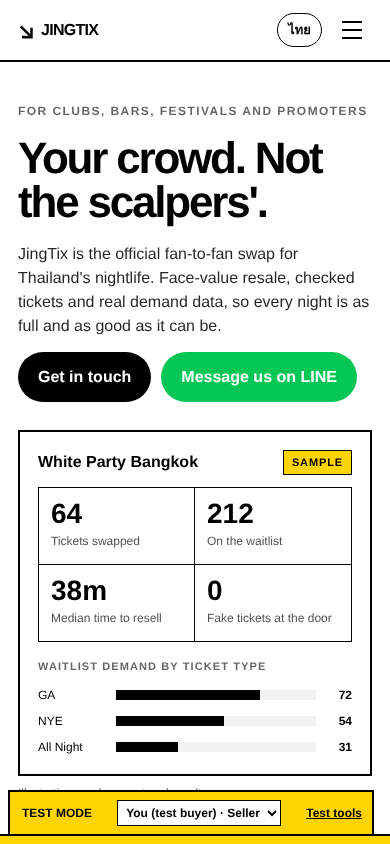 JINGTIX
ไทย
FOR CLUBS, BARS, FESTIVALS AND PROMOTERS
Your crowd. Not
the scalpers'.
JingTix is the official fan-to-fan swap for
Thailand's nightlife. Face-value resale, checked
tickets and real demand data, so every night is as
full and as good as it can be.
Get in touch
Message us on LINE
White Party Bangkok
SAMPLE
64
Tickets swapped
212
On the waitlist
38m
Median time to resell
0
Fake tickets at the door
WAITLIST DEMAND BY TICKET TYPE
GA 72
NYE 54
All Night 31
TEST MODE
You (test buyer) · Seller
Test tools